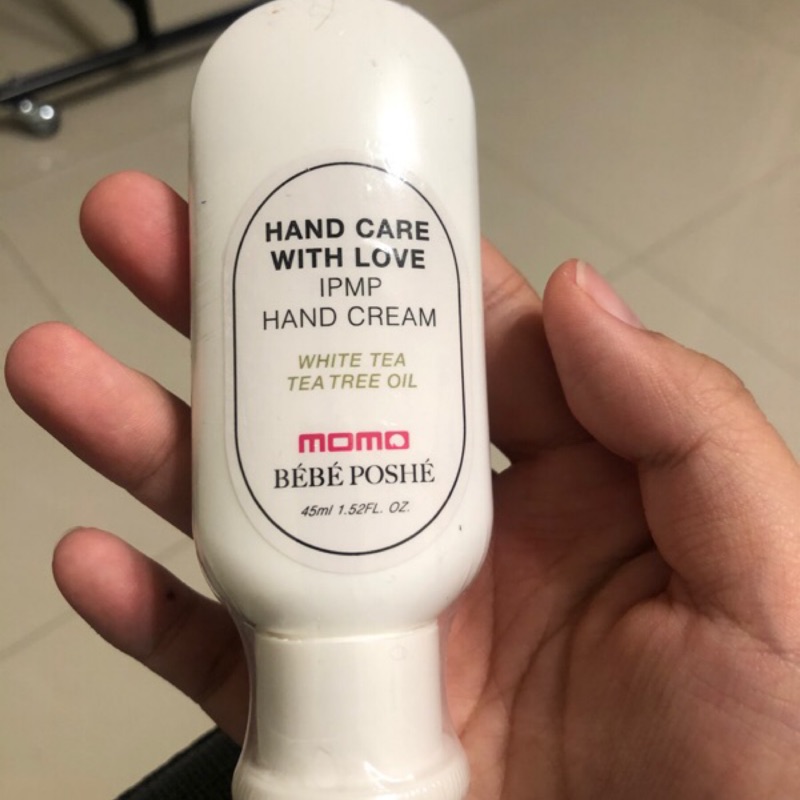 HAND CARE
WITH LOVE
IPMP
HAND CREAM
WHITE TEA
TEA TREE OIL
momo
BÉBÉ POSHÉ
45ml 1.52FL. OZ.